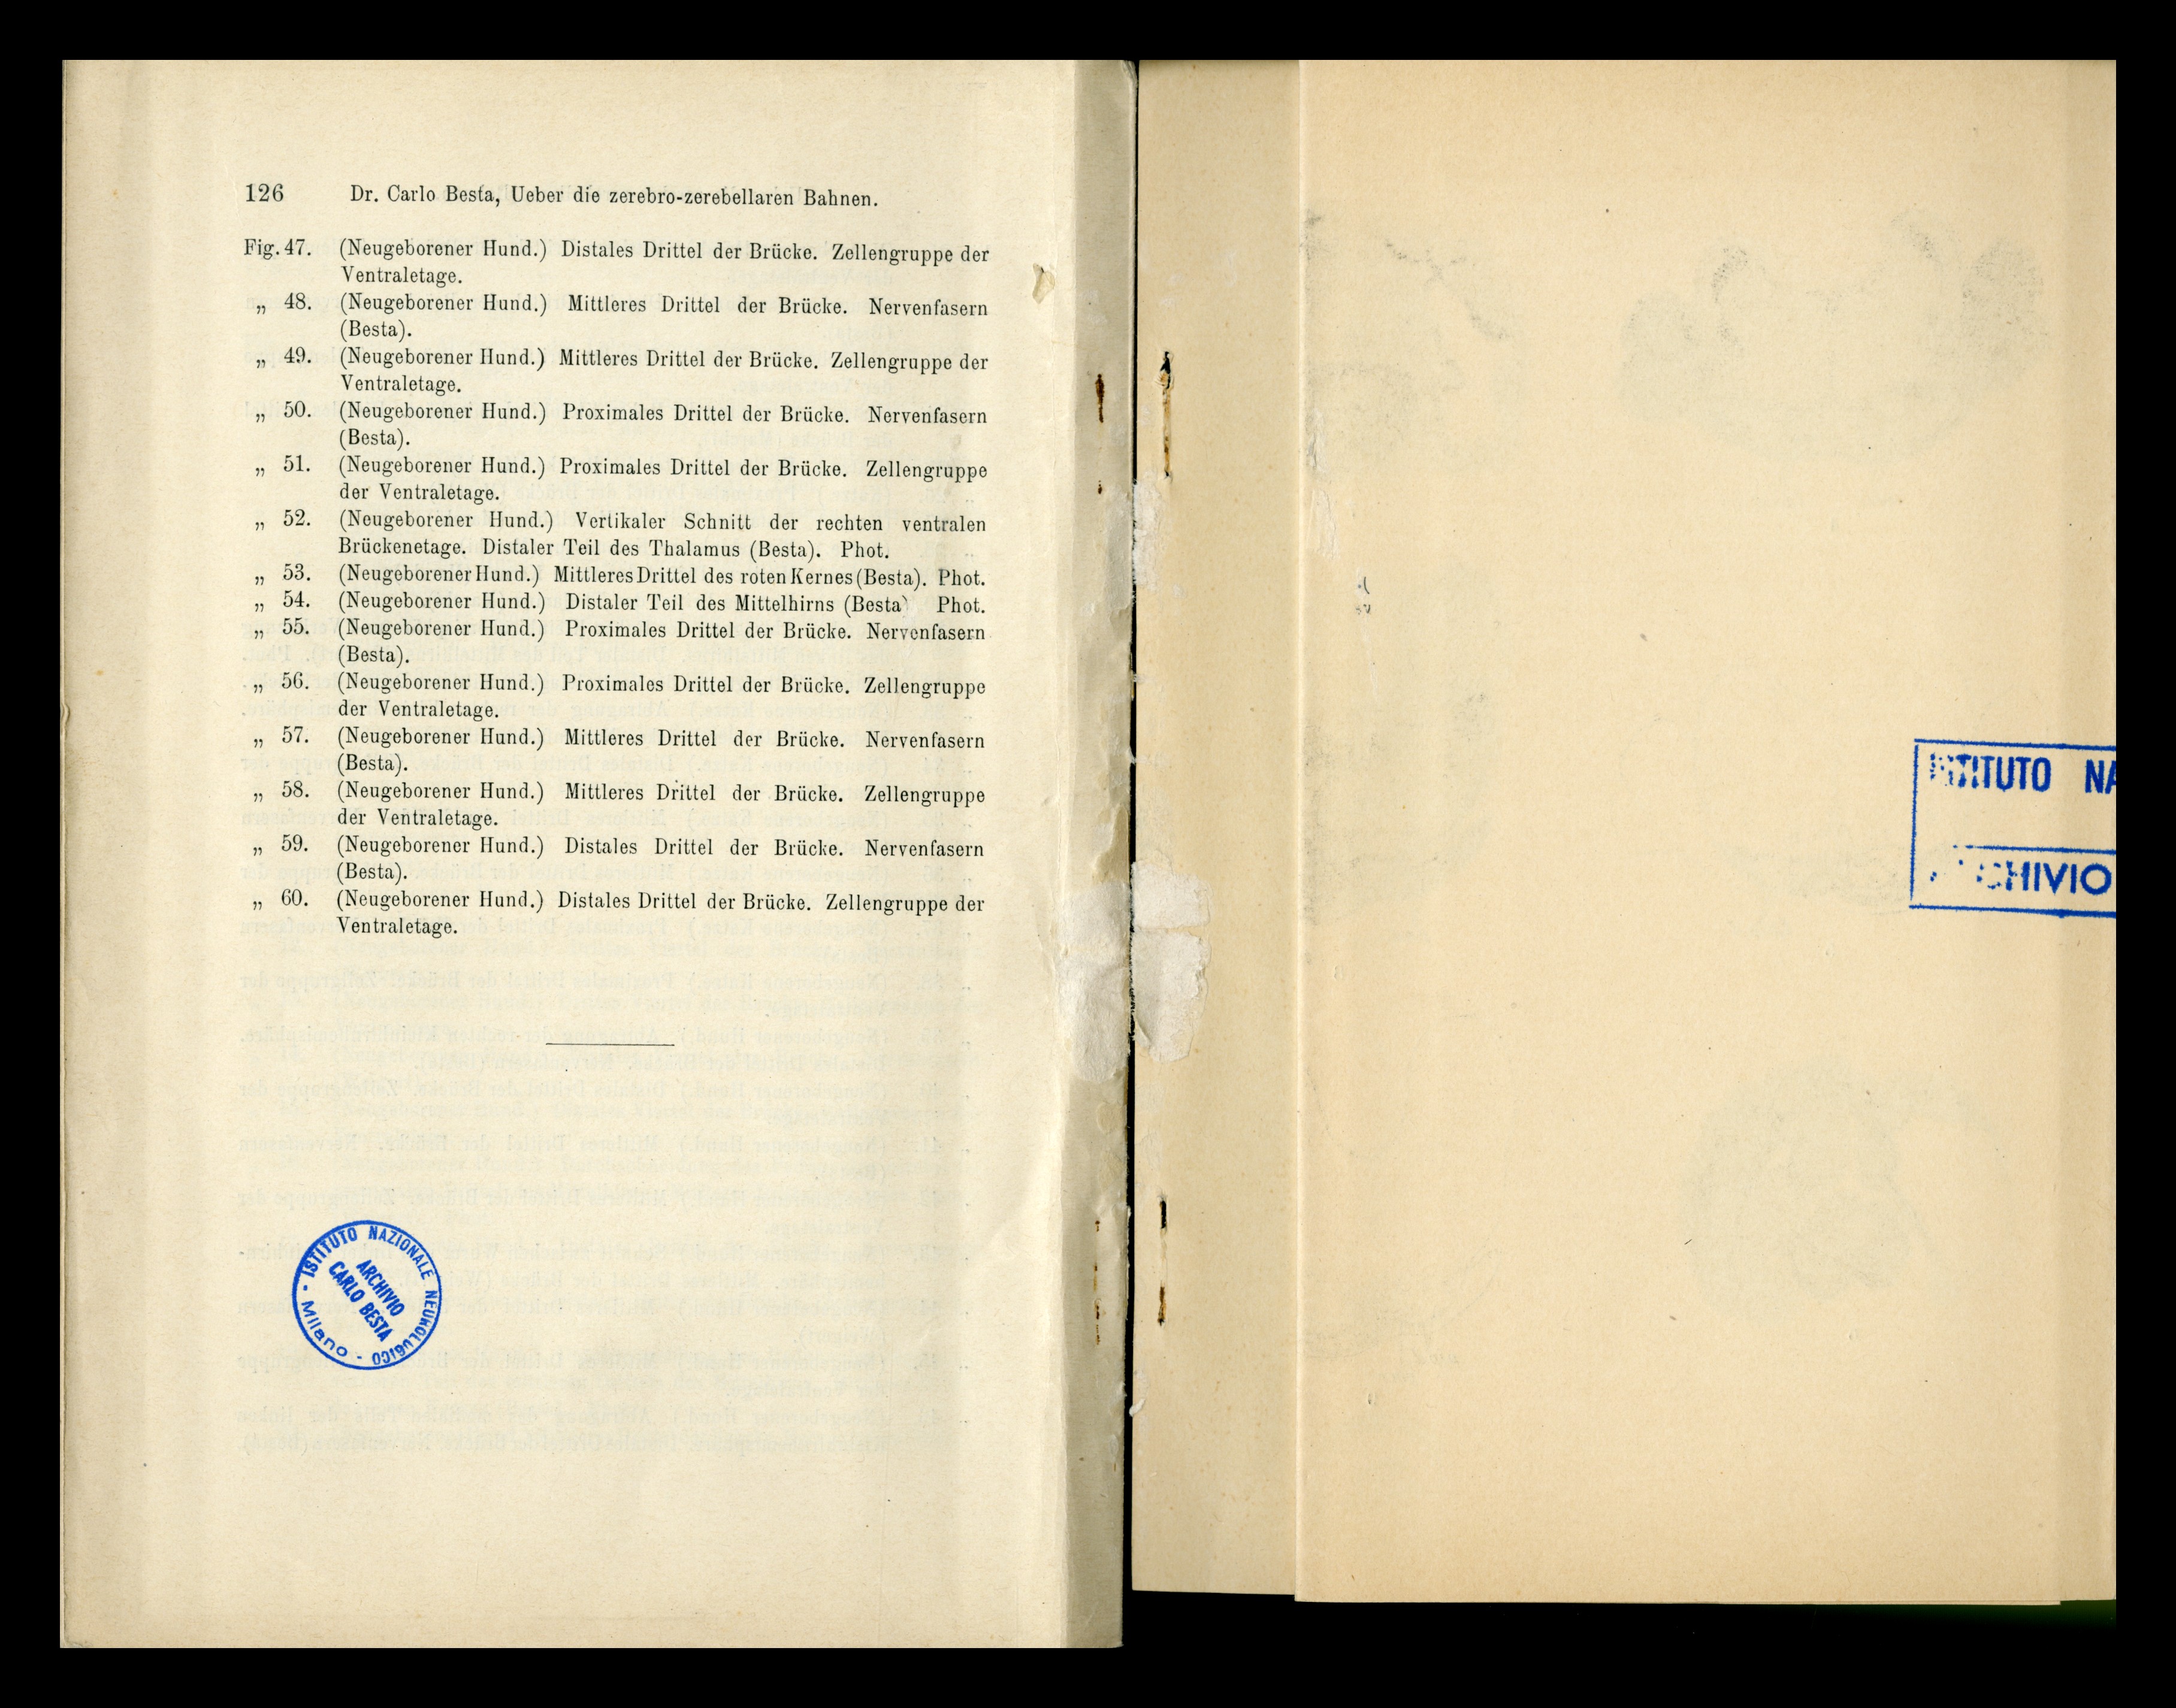 126 Dr. Carlo Besta, Ueber die zerebro-zerebellaren Bahnen.
Fig. 47. (Neugeborener Hund.) Distales Drittel der Brücke. Zellengruppe der
Ventraletage.
„ 48. (Neugeborener Hund.) Mittleres Drittel der Brücke. Nervenfasern
(Besta).
„ 49. (Neugeborener Hund.) Mittleres Drittel der Brücke. Zellengruppe der
Ventraletage.
„ 50. (Neugeborener Hund.) Proximales Drittel der Brücke. Nervenfasern
(Besta).
„ 51. (Neugeborener Hund.) Proximales Drittel der Brücke. Zellengruppe
der Ventraletage.
„ 52. (Neugeborener Hund.) Vertikaler Schnitt der rechten ventralen
Brückenetage. Distaler Teil des Thalamus (Besta). Phot.
„ 53. (Neugeborener Hund.) Mittleres Drittel des roten Kernes (Besta). Phot.
„ 54. (Neugeborener Hund.) Distaler Teil des Mittelhirns (Besta) Phot.
„ 55. (Neugeborener Hund.) Proximales Drittel der Brücke. Nervenfasern
(Besta).
„ 56. (Neugeborener Hund.) Proximales Drittel der Brücke. Zellengruppe
der Ventraletage.
„ 57. (Neugeborener Hund.) Mittleres Drittel der Brücke. Nervenfasern
(Besta).
„ 58. (Neugeborener Hund.) Mittleres Drittel der Brücke. Zellengruppe
der Ventraletage.
„ 59. (Neugeborener Hund.) Distales Drittel der Brücke. Nervenfasern
(Besta).
„ 60. (Neugeborener Hund.) Distales Drittel der Brücke. Zellengruppe der
Ventraletage.
ISTITUTO NAZIONALE NEUROLOGICO - Milano -
ARCHIVIO
CARLO BESTA
ISTITUTO NA
CHIVIO